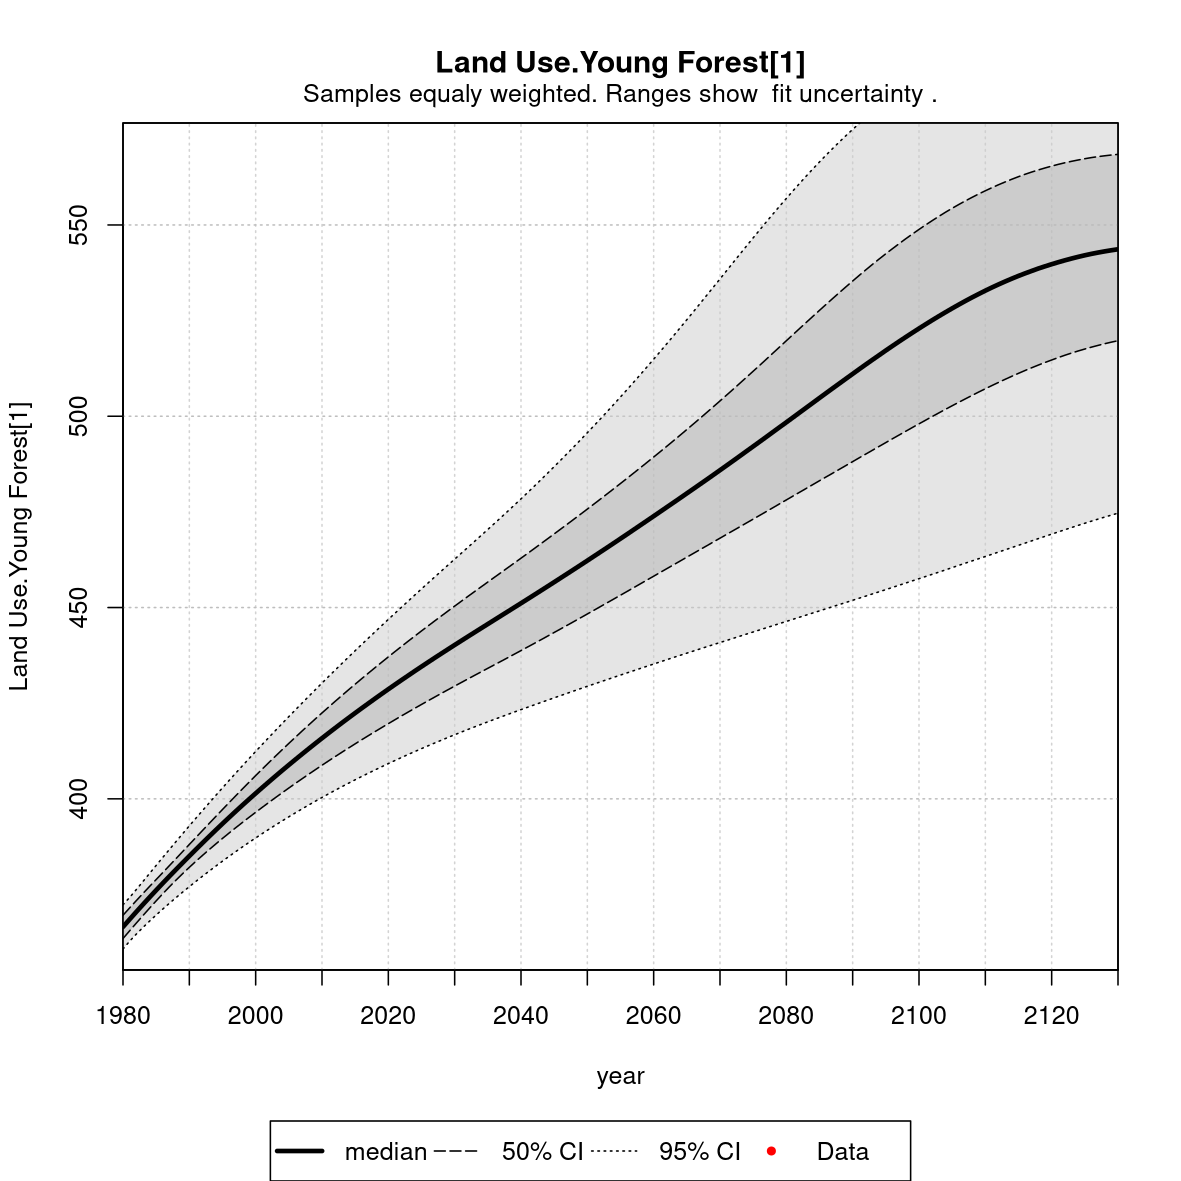 Land Use.Young Forest[1]
Samples equaly weighted. Ranges show  fit uncertainty .
Land Use.Young Forest[1]
550
500
450
400
1980 2000 2020 2040 2060 2080 2100 2120
year
median 50% CI 95% CI Data